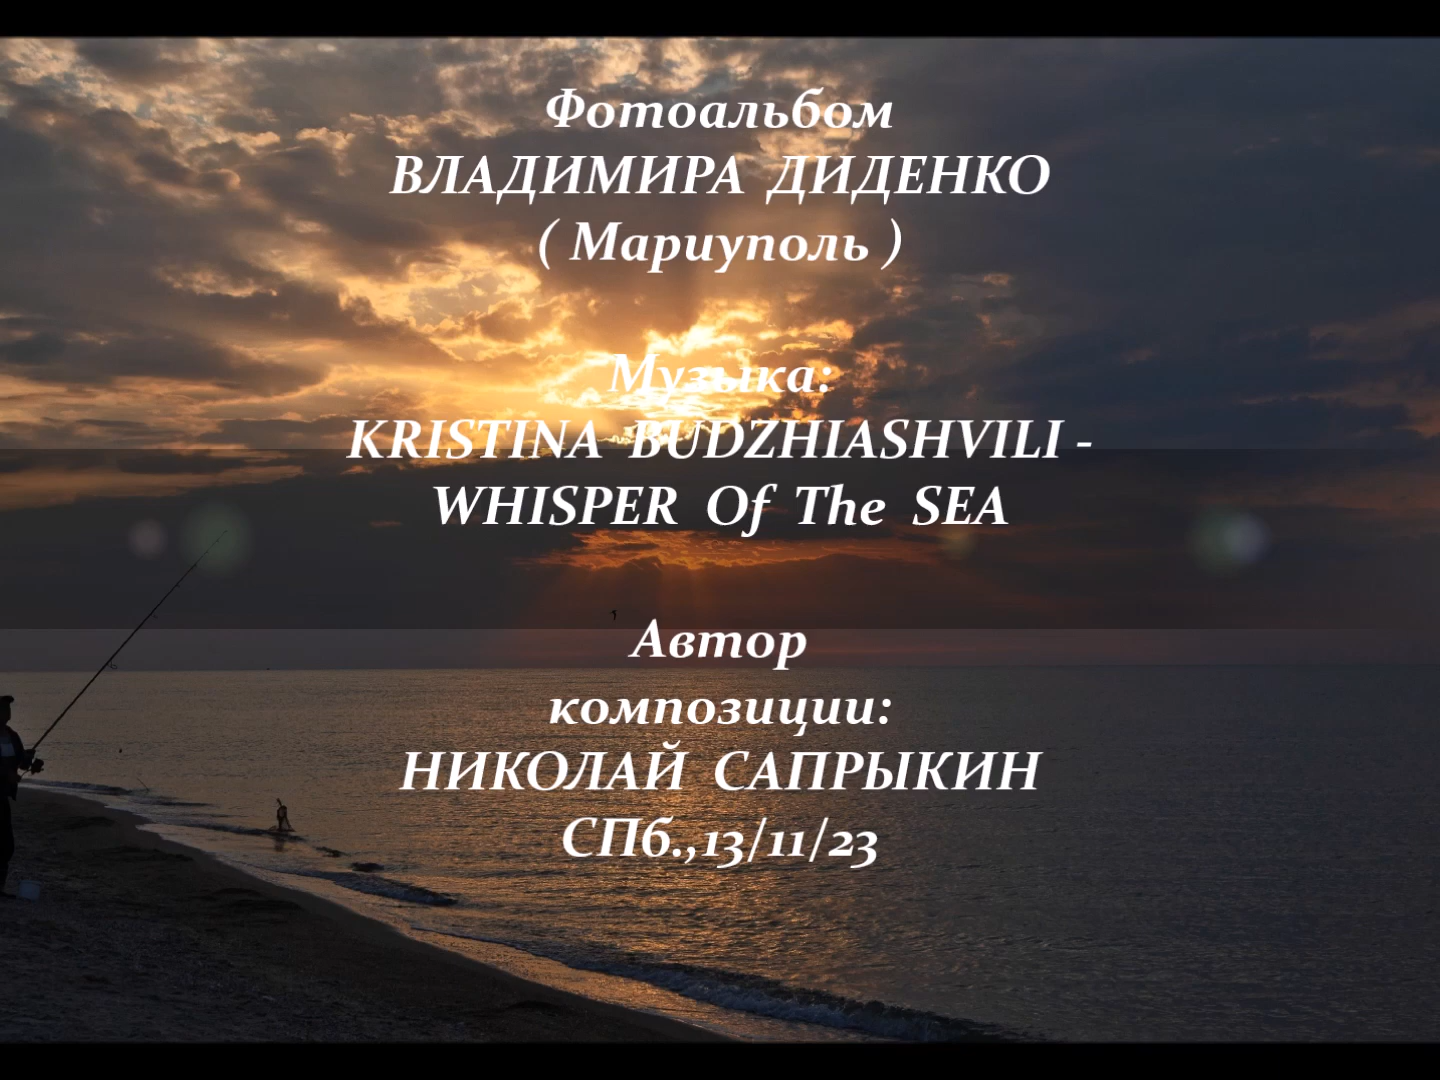 Фотоальбом
ВЛАДИМИРА ДИДЕНКО
( Мариуполь )
Музыка:
KRISTINA BUDZHIASHVILI -
WHISPER Of The SEA
Автор
композиции:
НИКОЛАЙ САПРЫКИН
СПб.,13/11/23